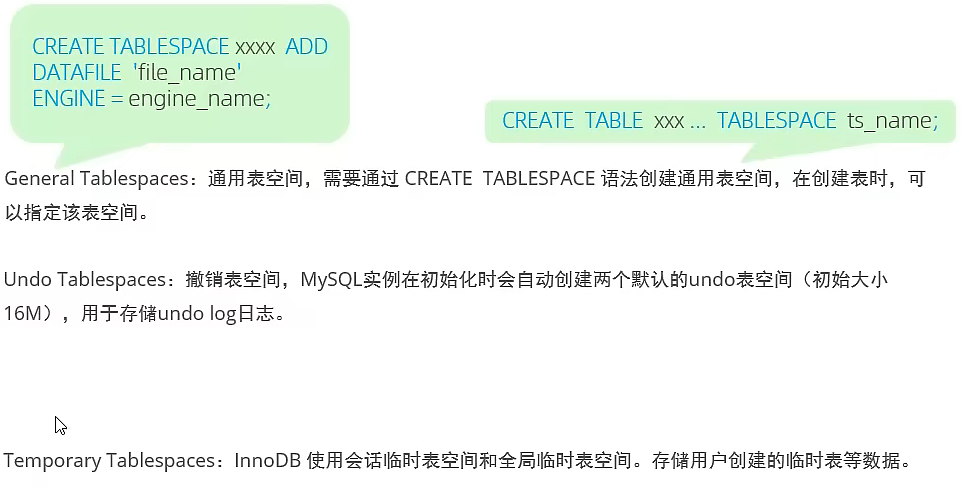 CREATE TABLESPACE xxxx ADD
DATAFILE 'file_name'
ENGINE = engine_name;
CREATE TABLE xxx ... TABLESPACE ts_name;
General Tablespaces：通用表空间，需要通过 CREATE TABLESPACE 语法创建通用表空间，在创建表时，可
以指定该表空间。
Undo Tablespaces：撤销表空间，MySQL实例在初始化时会自动创建两个默认的undo表空间（初始大小
16M），用于存储undo log日志。
Temporary Tablespaces：InnoDB 使用会话临时表空间和全局临时表空间。存储用户创建的临时表等数据。